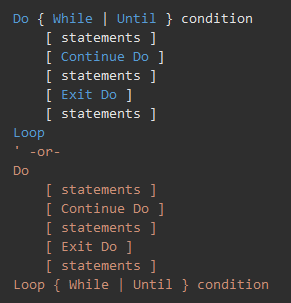 Do { While | Until } condition
    [ statements ]
    [ Continue Do ]
    [ statements ]
    [ Exit Do ]
    [ statements ]
Loop
' -or-
Do
    [ statements ]
    [ Continue Do ]
    [ statements ]
    [ Exit Do ]
    [ statements ]
Loop { While | Until } condition